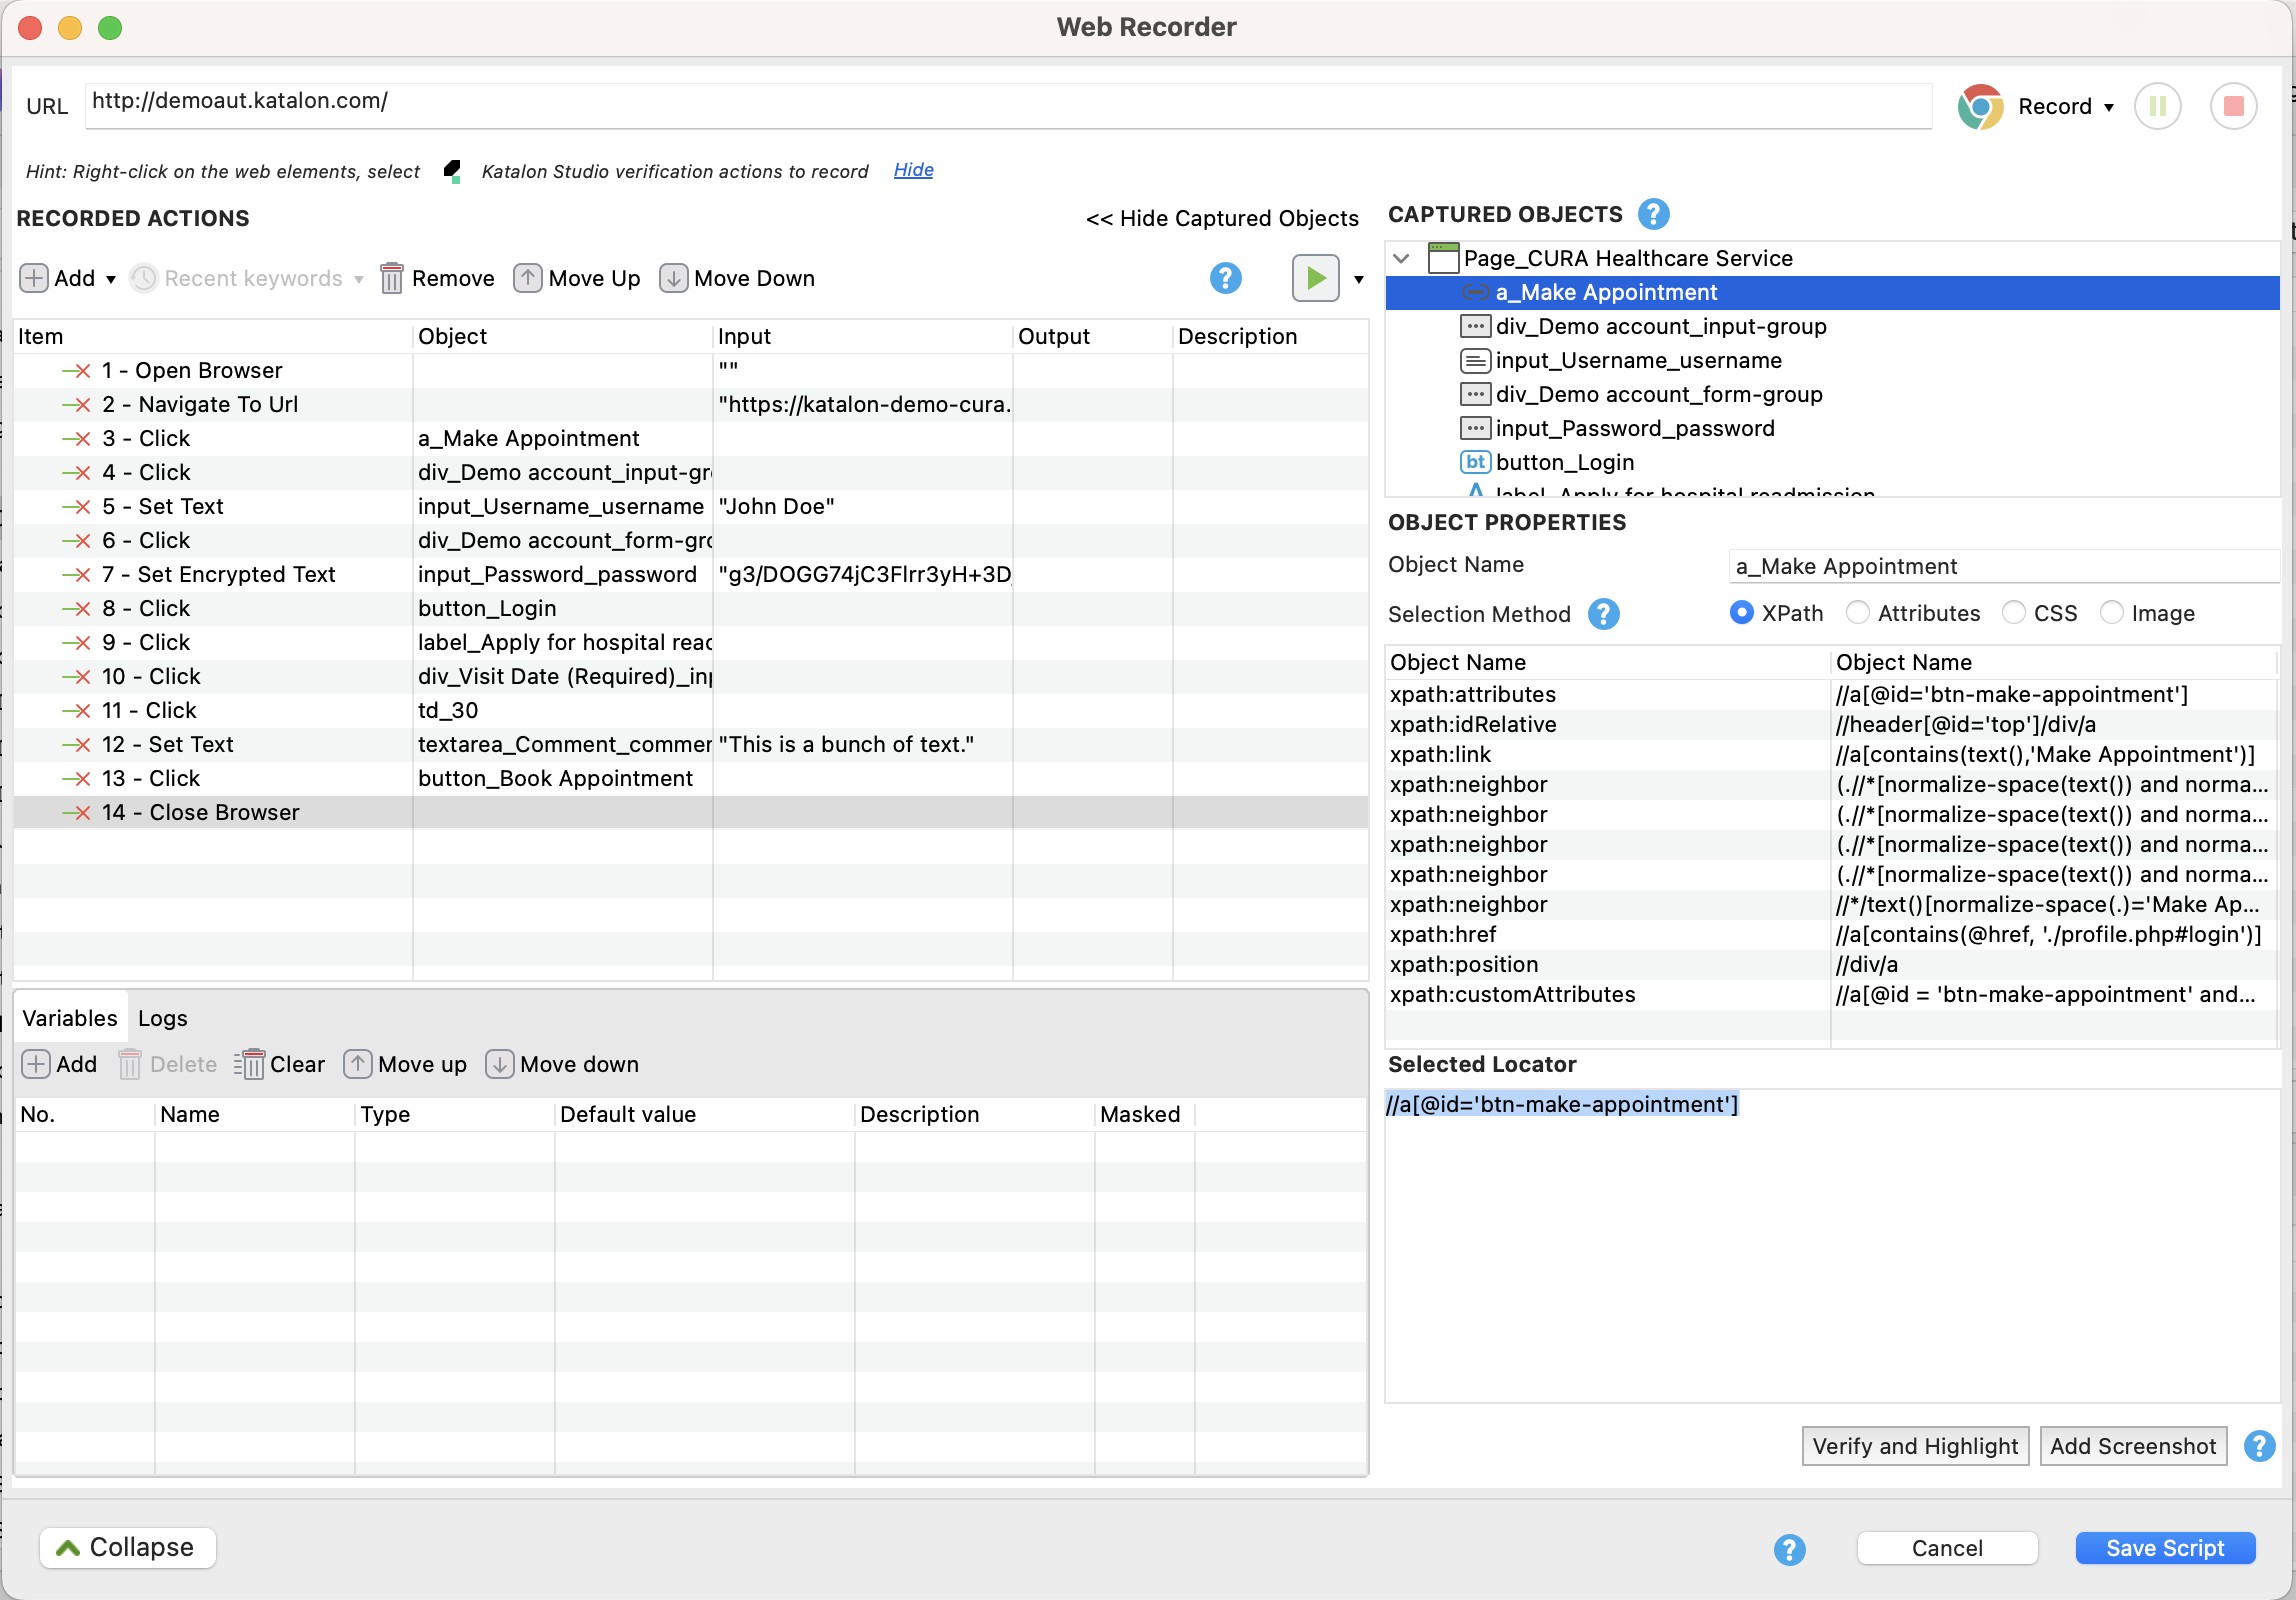 Web Recorder
URL http://demoaut.katalon.com/ Record
Hint: Right-click on the web elements, select Katalon Studio verification actions to record Hide
RECORDED ACTIONS << Hide Captured Objects
Add Recent keywords Remove Move Up Move Down
Item Object Input Output Description
1 - Open Browser ""
2 - Navigate To Url "https://katalon-demo-cura.
3 - Click a_Make Appointment
4 - Click div_Demo account_input-gr
5 - Set Text input_Username_username "John Doe"
6 - Click div_Demo account_form-gro
7 - Set Encrypted Text input_Password_password
8 - Click button_Login
9 - Click label_Apply for hospital reac
10 - Click div_Visit Date (Required)_inp
11 - Click td_30
12 - Set Text textarea_Comment_commer "This is a bunch of text."
13 - Click button_Book Appointment
14 - Close Browser
Variables Logs
Add Delete Clear Move up Move down
No. Name Type Default value Description Masked
CAPTURED OBJECTS
Page_CURA Healthcare Service
a_Make Appointment
div_Demo account_input-group
input_Username_username
div_Demo account_form-group
input_Password_password
bt button_Login
label_Apply for hospital readmission
OBJECT PROPERTIES
Object Name a_Make Appointment
Selection Method XPath Attributes CSS Image
Object Name Object Name
xpath:attributes //a[@id='btn-make-appointment']
xpath:idRelative //header[@id='top']/div/a
xpath:link //a[contains(text(),'Make Appointment')]
xpath:neighbor (.//*[normalize-space(text()) and norma...
xpath:neighbor (.//*[normalize-space(text()) and norma...
xpath:neighbor (.//*[normalize-space(text()) and norma...
xpath:neighbor (.//*[normalize-space(text()) and norma...
xpath:neighbor //*/text()[normalize-space(.)='Make Ap...
xpath:href //a[contains(@href, './profile.php#login')]
xpath:position //div/a
xpath:customAttributes //a[@id = 'btn-make-appointment' and...
Selected Locator
//a[@id='btn-make-appointment']
Verify and Highlight Add Screenshot
Collapse Cancel Save Script